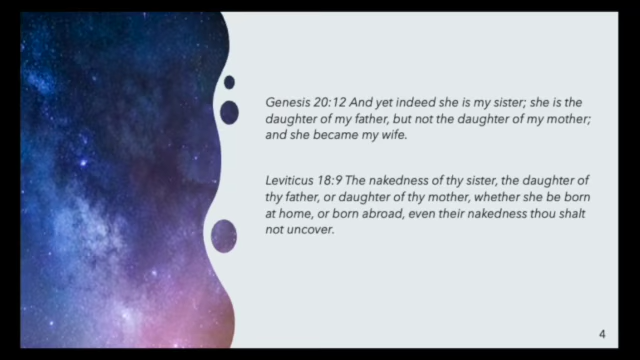 Genesis 20:12 And yet indeed she is my sister; she is the
daughter of my father, but not the daughter of my mother;
and she became my wife.
Leviticus 18:9 The nakedness of thy sister, the daughter of
thy father, or daughter of thy mother, whether she be born
at home, or born abroad, even their nakedness thou shalt
not uncover.
4